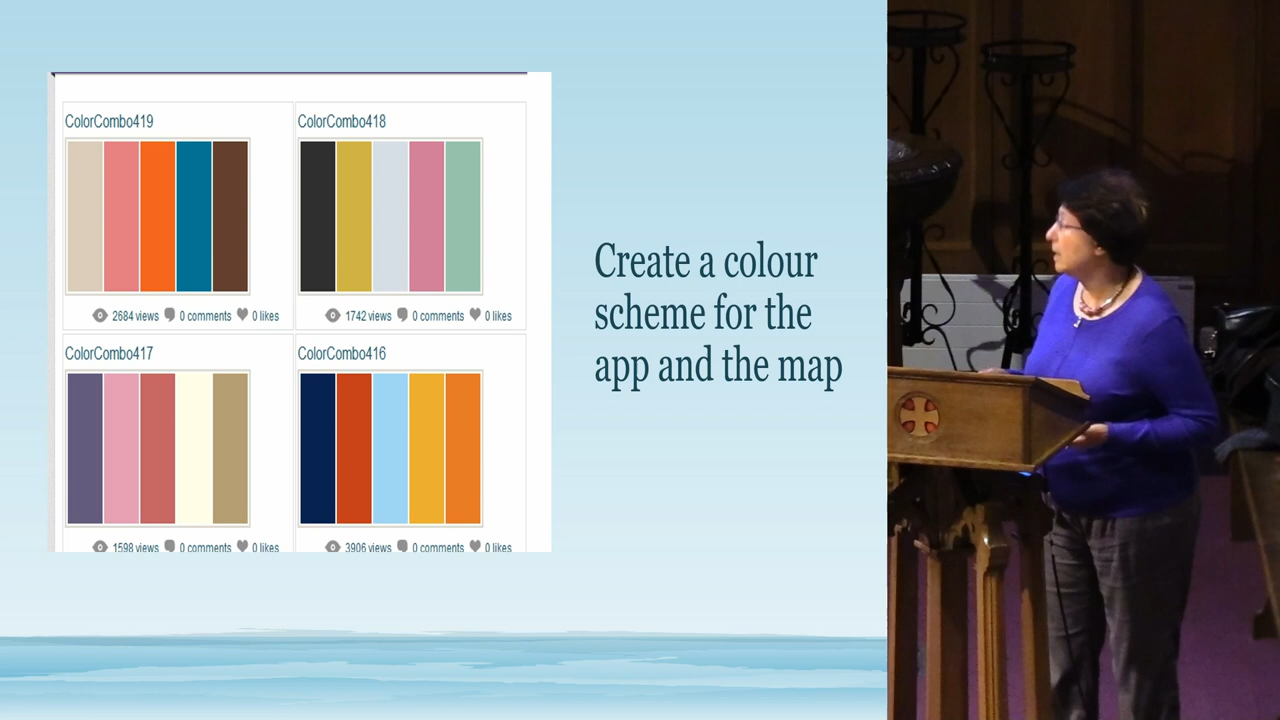 ColorCombo419
ColorCombo418
2684 views 0 comments 0 likes
1742 views 0 comments 0 likes
ColorCombo417
ColorCombo416
1598 views 0 comments 0 likes
3906 views 0 comments 0 likes
Create a colour
scheme for the
app and the map